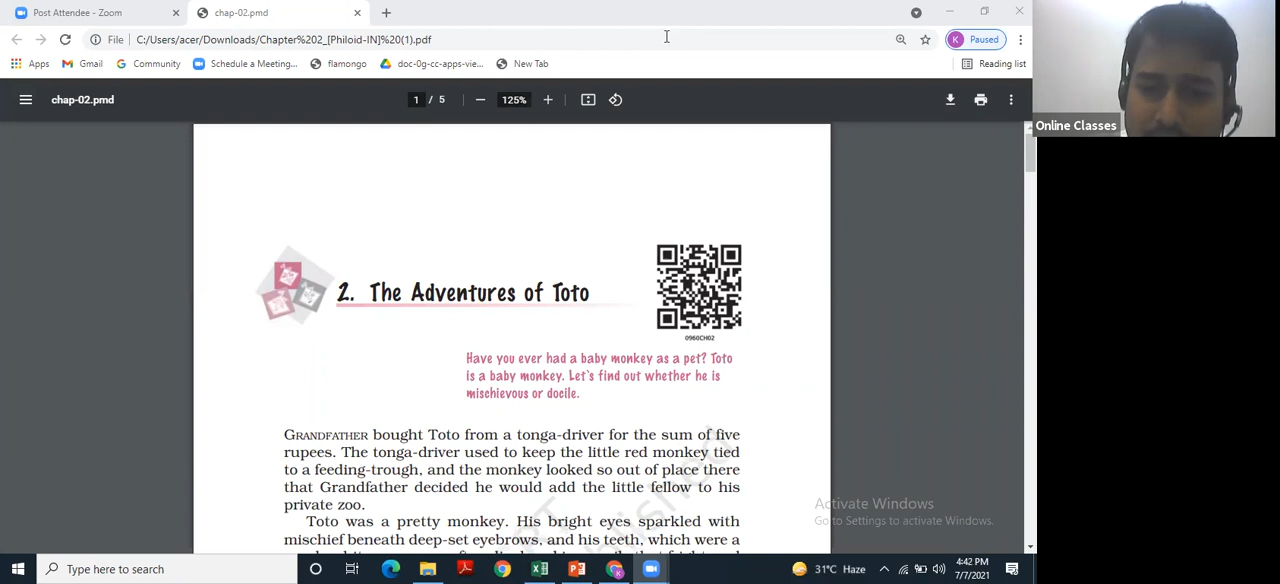 Post Attendee - Zoom
chap-02.pmd
File
C:/Users/acer/Downloads/Chapter%202_[Philoid-IN]%20(1).pdf
K
Paused
Apps
Gmail
Community
Schedule a Meeting...
flamongo
doc-0g-cc-apps-vie...
New Tab
Reading list
chap-02.pmd
1 / 5
125%
Online Classes
2. The Adventures of Toto
0960CH02
Have you ever had a baby monkey as a pet? Toto
is a baby monkey. Let's find out whether he is
mischievous or docile.
GRANDFATHER bought Toto from a tonga-driver for the sum of five
rupees. The tonga-driver used to keep the little red monkey tied
to a feeding-trough, and the monkey looked so out of place there
that Grandfather decided he would add the little fellow to his
private zoo.
Toto was a pretty monkey. His bright eyes sparkled with
mischief beneath deep-set eyebrows, and his teeth, which were a
Activate Windows
Go to Settings to activate Windows.
Type here to search
31°C Haze
4:42 PM
7/7/2021